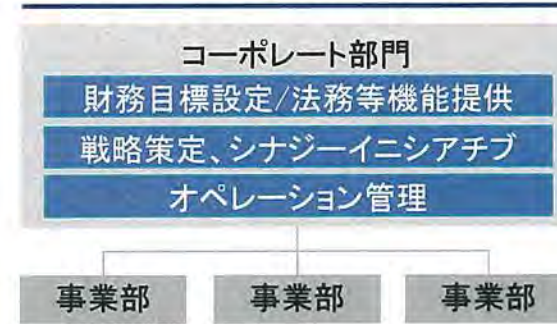 コーポレート部門
財務目標設定/法務等機能提供
戦略策定、シナジーイニシアチブ
オペレーション管理
事業部 事業部 事業部